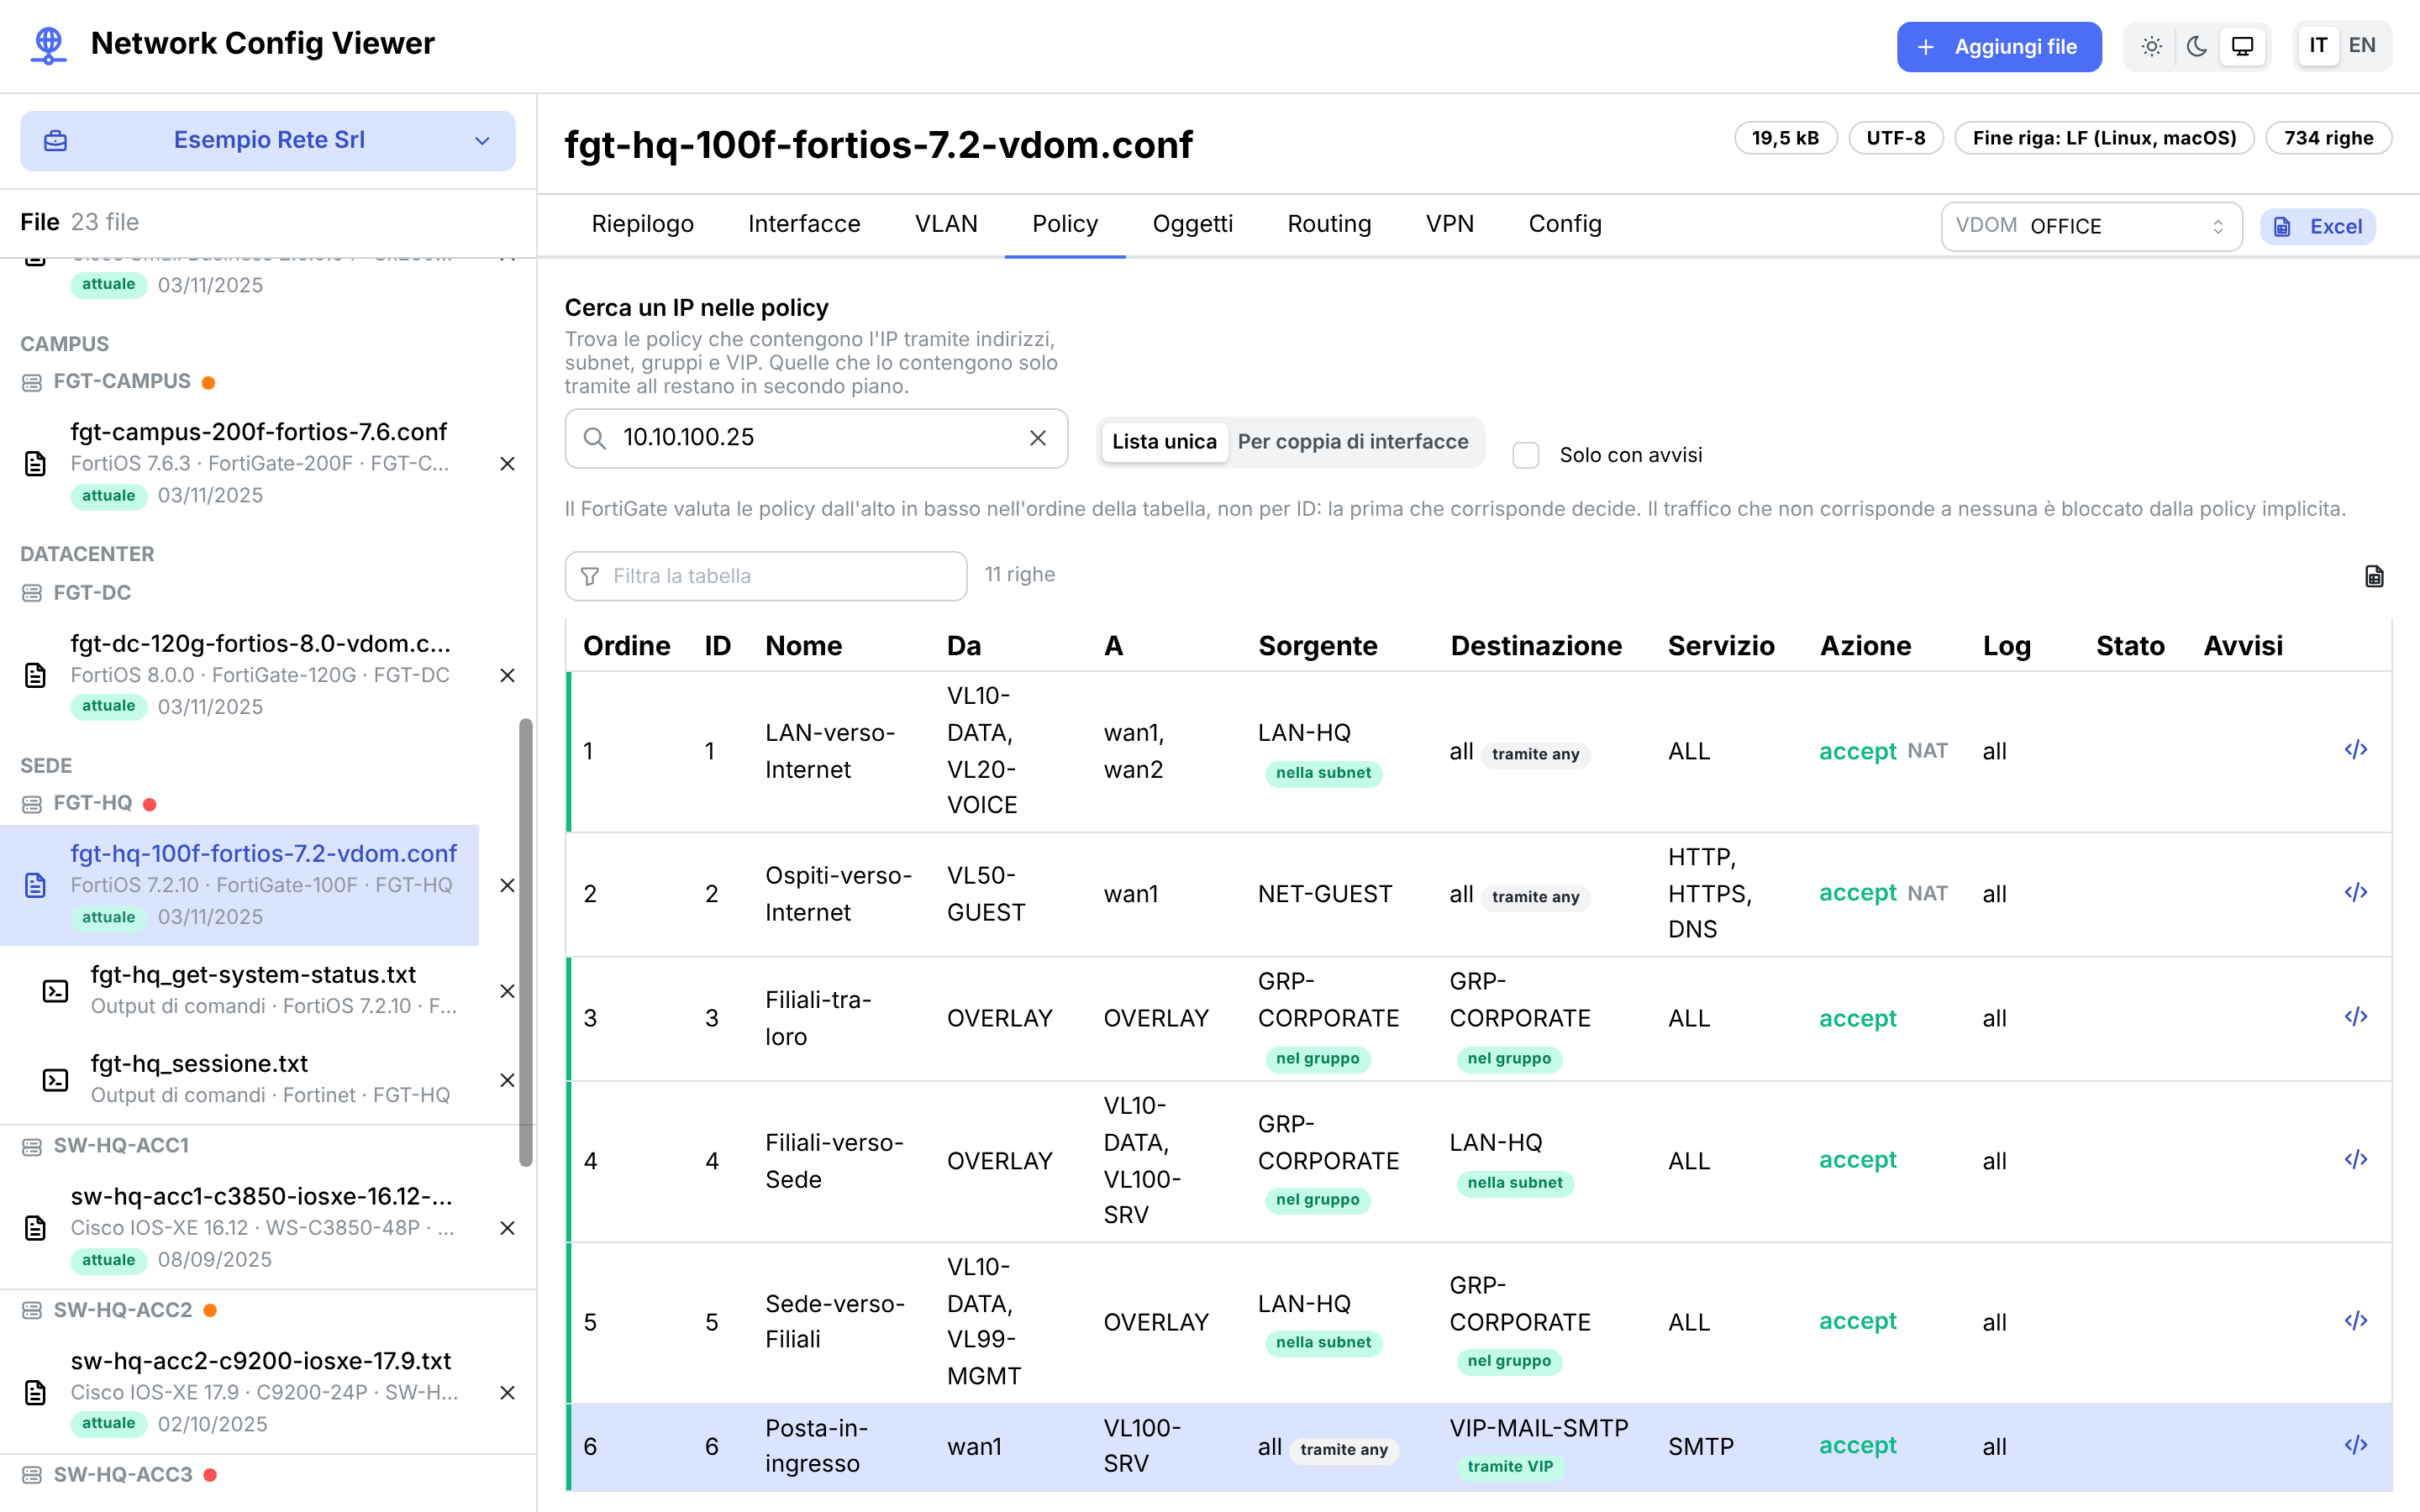 Network Config Viewer
Aggiungi file
IT EN
Esempio Rete Srl
File 23 file
attuale 03/11/2025
CAMPUS
FGT-CAMPUS
fgt-campus-200f-fortios-7.6.conf
FortiOS 7.6.3 · FortiGate-200F · FGT-C...
attuale 03/11/2025
DATACENTER
FGT-DC
fgt-dc-120g-fortios-8.0-vdom.c...
FortiOS 8.0.0 · FortiGate-120G · FGT-DC
attuale 03/11/2025
SEDE
FGT-HQ
fgt-hq-100f-fortios-7.2-vdom.conf
FortiOS 7.2.10 · FortiGate-100F · FGT-HQ
attuale 03/11/2025
fgt-hq_get-system-status.txt
Output di comandi · FortiOS 7.2.10 · F...
fgt-hq_sessione.txt
Output di comandi · Fortinet · FGT-HQ
SW-HQ-ACC1
sw-hq-acc1-c3850-iosxe-16.12-...
Cisco IOS-XE 16.12 · WS-C3850-48P · ...
attuale 08/09/2025
SW-HQ-ACC2
sw-hq-acc2-c9200-iosxe-17.9.txt
Cisco IOS-XE 17.9 · C9200-24P · SW-H...
attuale 02/10/2025
SW-HQ-ACC3
fgt-hq-100f-fortios-7.2-vdom.conf
19,5 kB UTF-8 Fine riga: LF (Linux, macOS) 734 righe
Riepilogo Interfacce VLAN Policy Oggetti Routing VPN Config
VDOM OFFICE Excel
Cerca un IP nelle policy
Trova le policy che contengono l'IP tramite indirizzi,
subnet, gruppi e VIP. Quelle che lo contengono solo
tramite all restano in secondo piano.
10.10.100.25
Lista unica Per coppia di interfacce
Solo con avvisi
Il FortiGate valuta le policy dall'alto in basso nell'ordine della tabella, non per ID: la prima che corrisponde decide. Il traffico che non corrisponde a nessuna è bloccato dalla policy implicita.
Filtra la tabella 11 righe
Ordine ID Nome Da A Sorgente Destinazione Servizio Azione Log Stato Avvisi
1 1 LAN-verso-
Internet
VL10-
DATA,
VL20-
VOICE
wan1,
wan2
LAN-HQ
nella subnet
all tramite any
ALL
accept NAT
all
2 2 Ospiti-verso-
Internet
VL50-
GUEST
wan1
NET-GUEST
all tramite any
HTTP,
HTTPS,
DNS
accept NAT
all
3 3 Filiali-tra-
loro
OVERLAY
OVERLAY
GRP-
CORPORATE
nel gruppo
GRP-
CORPORATE
nel gruppo
ALL
accept
all
4 4 Filiali-verso-
Sede
OVERLAY
VL10-
DATA,
VL100-
SRV
GRP-
CORPORATE
nel gruppo
LAN-HQ
nella subnet
ALL
accept
all
5 5 Sede-verso-
Filiali
VL10-
DATA,
VL99-
MGMT
OVERLAY
LAN-HQ
nella subnet
GRP-
CORPORATE
nel gruppo
ALL
accept
all
6 6 Posta-in-
ingresso
wan1
VL100-
SRV
all tramite any
VIP-MAIL-SMTP
tramite VIP
SMTP
accept
all